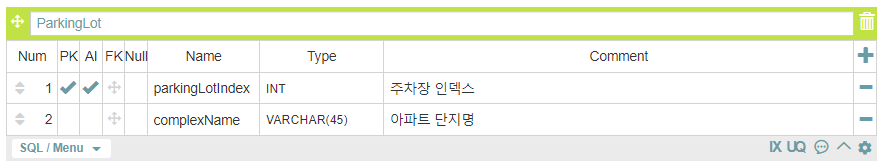 ParkingLot
Num PK AI FK Null Name Type Comment
1 parkingLotIndex INT 주차장 인덱스
2 complexName VARCHAR(45) 아파트 단지명
SQL / Menu IX UQ